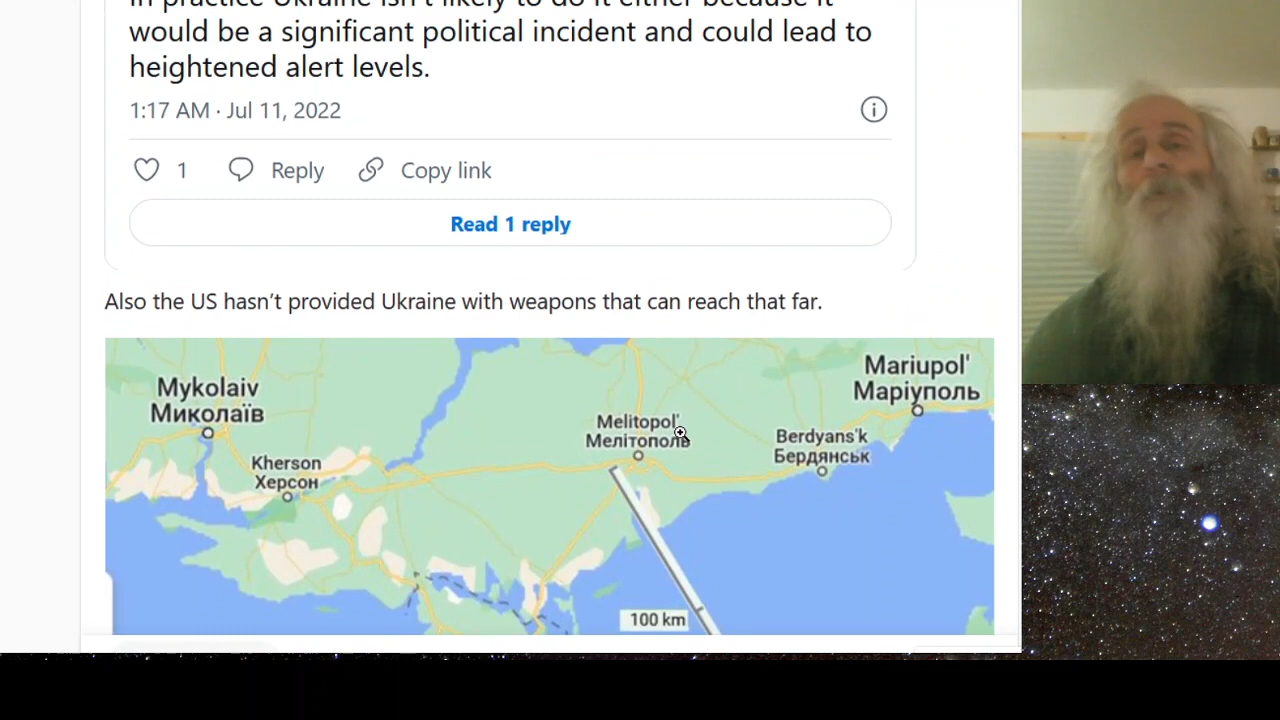 would be a significant political incident and could lead to
heightened alert levels.
1:17 AM · Jul 11, 2022
1 Reply Copy link
Read 1 reply
Also the US hasn’t provided Ukraine with weapons that can reach that far.
Mykolaiv
Миколаїв
Kherson
Херсон
Melitopol'
Мелітополь
Berdyans'k
Бердянськ
Mariupol'
Маріуполь
100 km